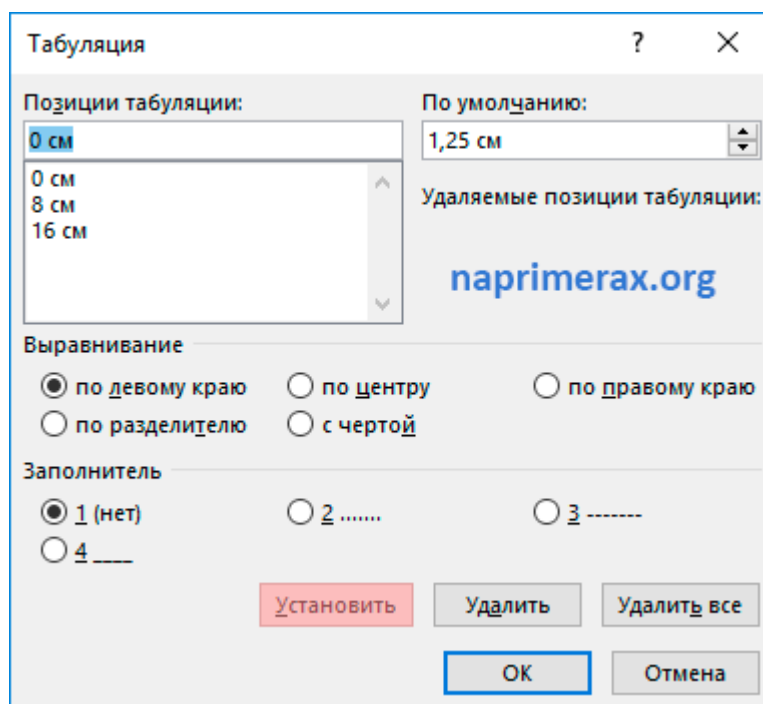 Табуляция ? ✕
Позиции табуляции: По умолчанию:
0 см 1,25 см
0 см
8 см
16 см
Удаляемые позиции табуляции:
naprimerax.org
Выравнивание
по левому краю по центру по правому краю
по разделителю с чертой
Заполнитель
1 (нет) 2 ....... 3 -------
4 ____
Установить Удалить Удалить все
ОК Отмена